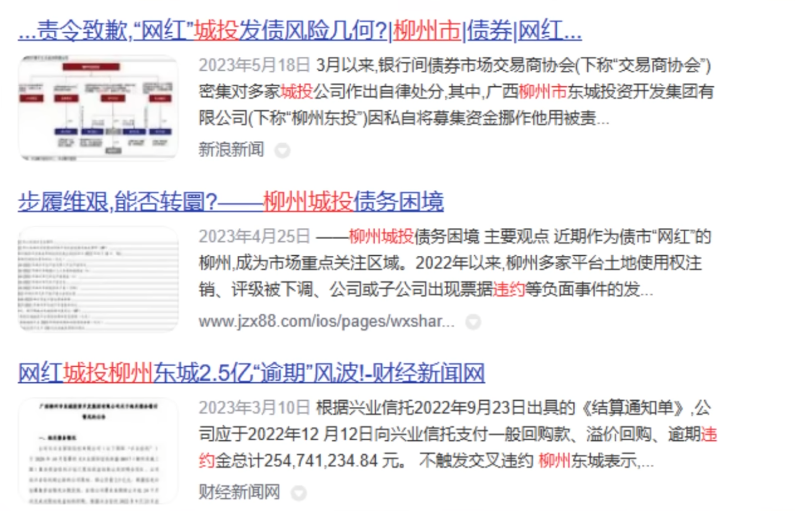 ...责令致歉,“网红”城投发债风险几何?|柳州市|债券|网红...
2023年5月18日 3月以来,银行间债券市场交易商协会(下称“交易商协会”)
密集对多家城投公司作出自律处分,其中,广西柳州市东城投资开发集团有
限公司(下称“柳州东投”)因私自将募集资金挪作他用被责...
新浪新闻
步履维艰,能否转圜?——柳州城投债务困境
2023年4月25日 ——柳州城投债务困境 主要观点 近期作为债市“网红”的
柳州,成为市场重点关注区域。2022年以来,柳州多家平台土地使用权注
销、评级被下调、公司或子公司出现票据违约等负面事件的发...
www.jzx88.com/ios/pages/wxshar...
网红城投柳州东城2.5亿“逾期”风波!-财经新闻网
2023年3月10日 根据兴业信托2022年9月23日出具的《结算通知单》,公
司应于2022年12 月12日向兴业信托支付一般回购款、溢价回购、逾期违
约金总计254,741,234.84 元。 不触发交叉违约 柳州东城表示,...
财经新闻网